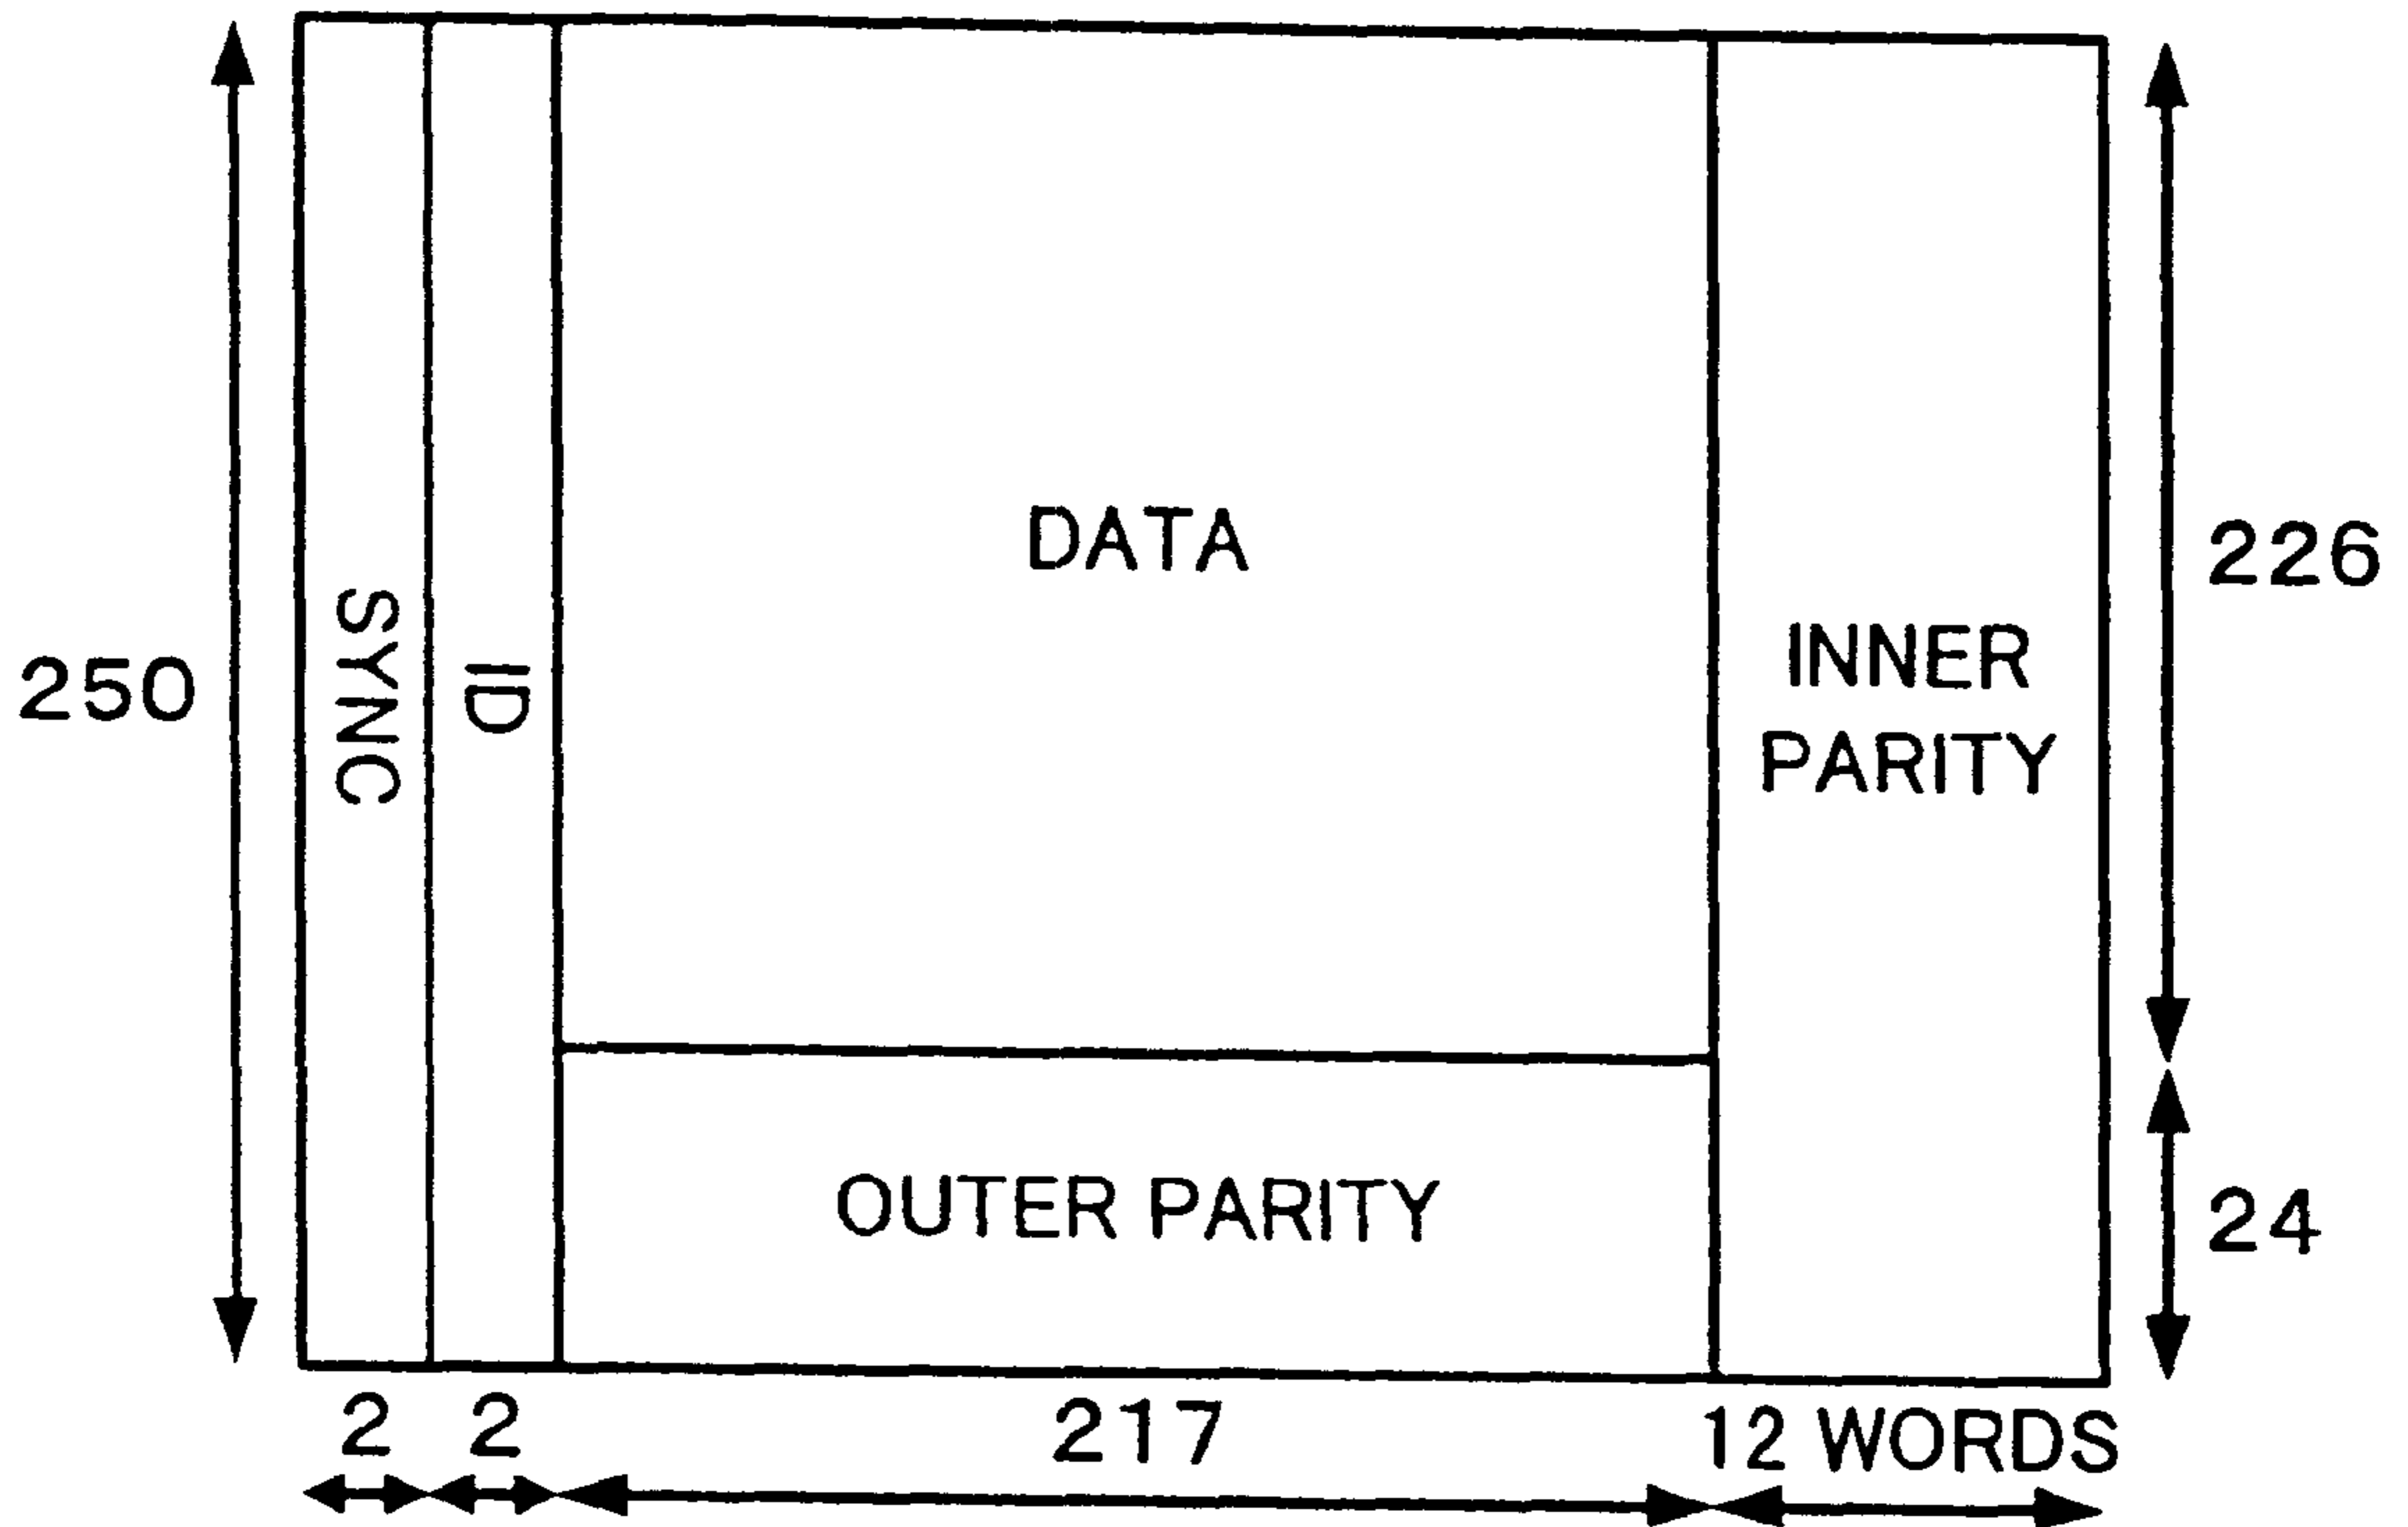 DATA
226
SYNC
ID
250
INNER
PARITY
OUTER PARITY
24
2
2
217
12 WORDS